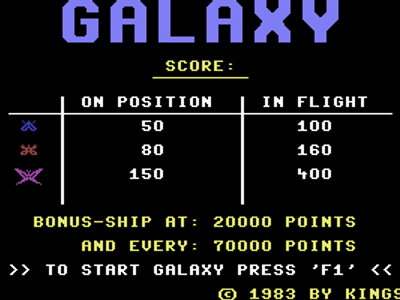 GALAXY
SCORE:
ON POSITION IN FLIGHT
50 100
80 160
150 400
BONUS-SHIP AT: 20000 POINTS
AND EVERY: 70000 POINTS
>> TO START GALAXY PRESS 'F1' <<
© 1983 BY KINGS